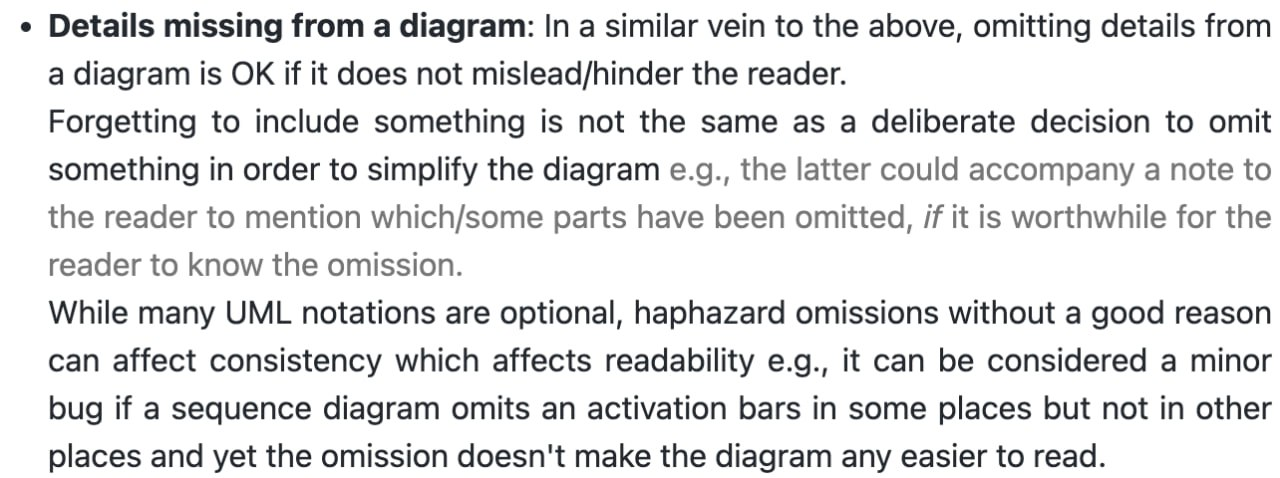 • Details missing from a diagram: In a similar vein to the above, omitting details from
a diagram is OK if it does not mislead/hinder the reader.
Forgetting to include something is not the same as a deliberate decision to omit
something in order to simplify the diagram e.g., the latter could accompany a note to
the reader to mention which/some parts have been omitted, if it is worthwhile for the
reader to know the omission.
While many UML notations are optional, haphazard omissions without a good reason
can affect consistency which affects readability e.g., it can be considered a minor
bug if a sequence diagram omits an activation bars in some places but not in other
places and yet the omission doesn't make the diagram any easier to read.